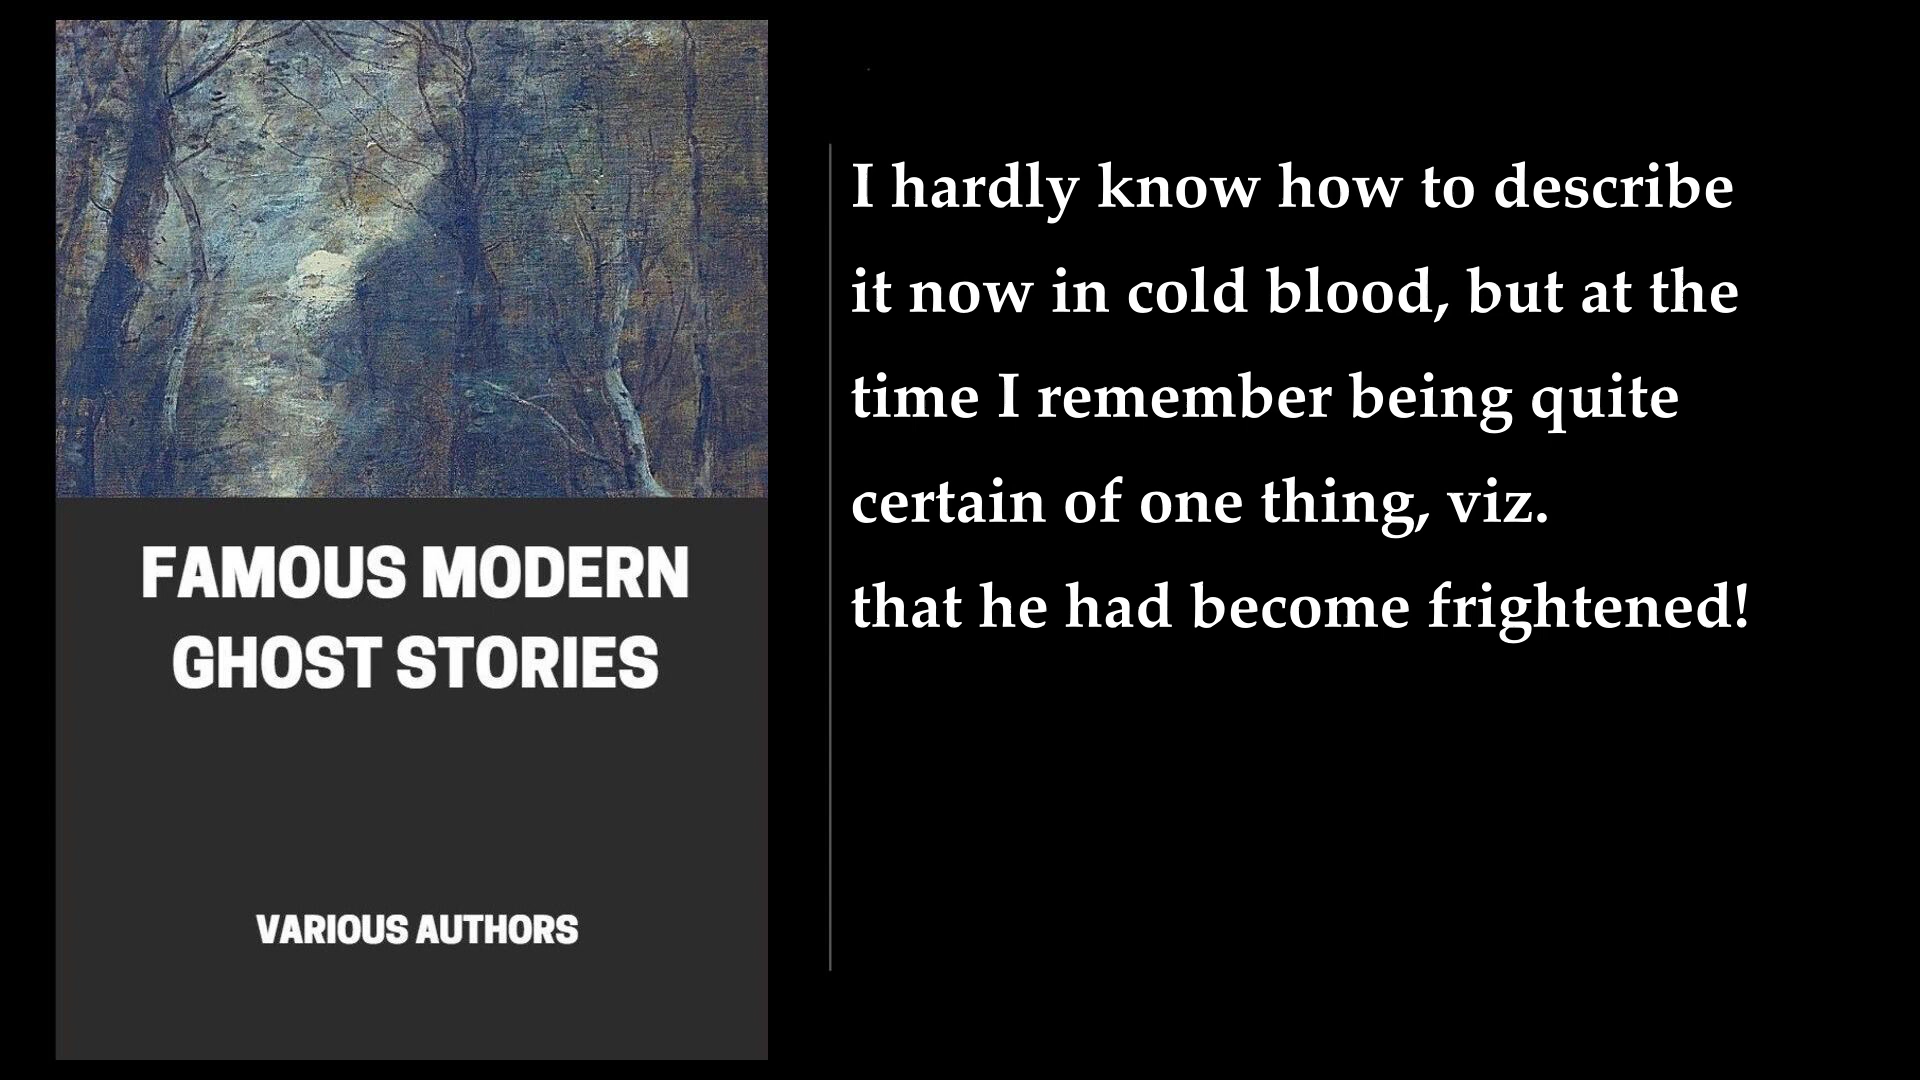 FAMOUS MODERN
GHOST STORIES
VARIOUS AUTHORS
I hardly know how to describe
it now in cold blood, but at the
time I remember being quite
certain of one thing, viz.
that he had become frightened!